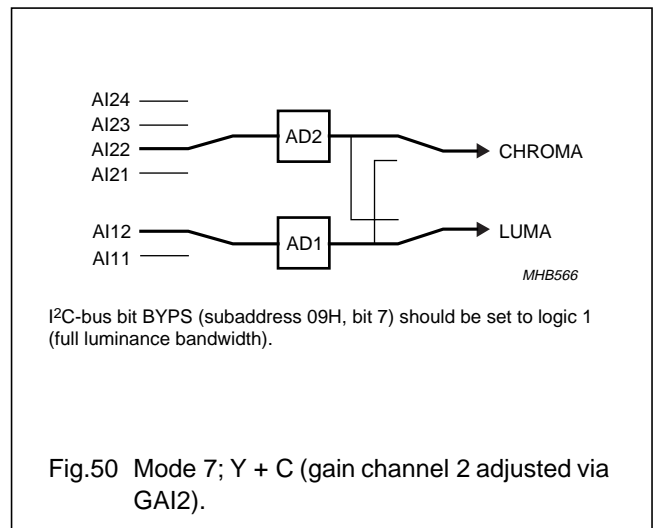 AI24
AI23
AI22
AI21
AD2
CHROMA
AI12
AI11
AD1
LUMA
MHB566
I²C-bus bit BYPS (subaddress 09H, bit 7) should be set to logic 1
(full luminance bandwidth).
Fig.50 Mode 7; Y + C (gain channel 2 adjusted via
GAI2).